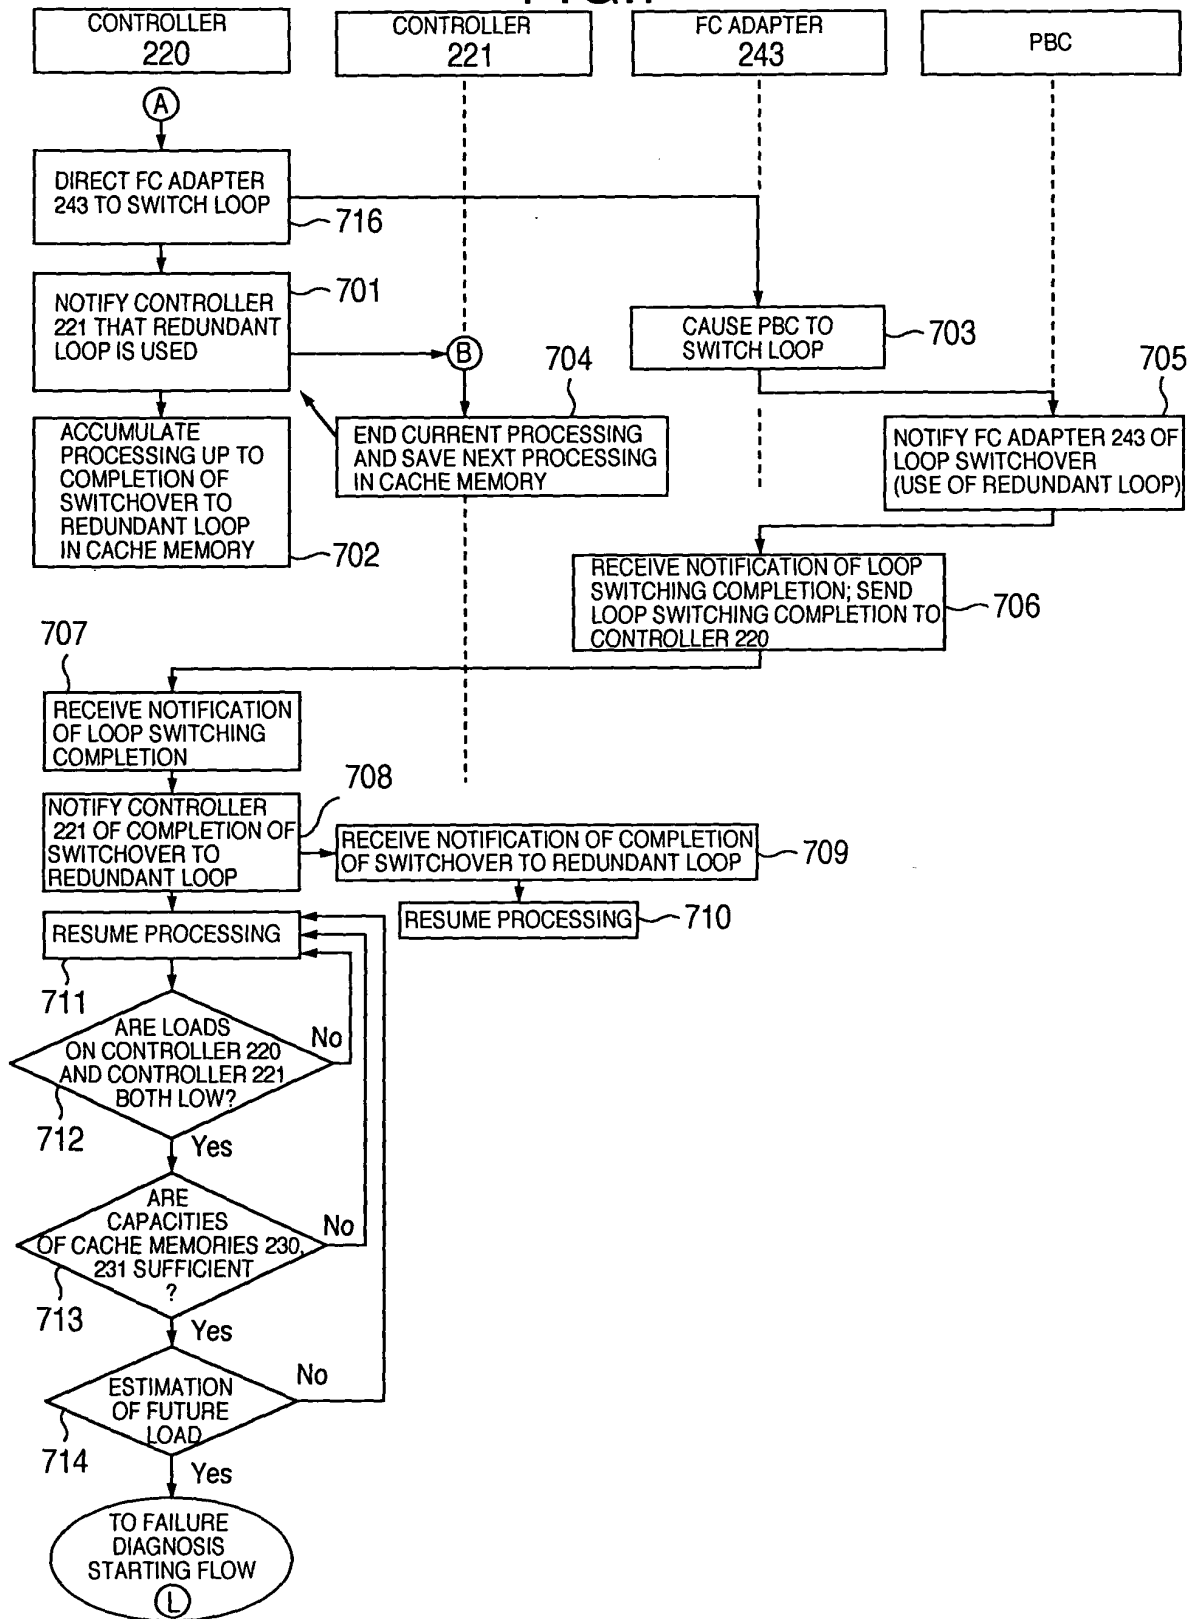 CONTROLLER
220
CONTROLLER
221
FC ADAPTER
243
PBC
A
DIRECT FC ADAPTER
243 TO SWITCH LOOP
716
NOTIFY CONTROLLER
221 THAT REDUNDANT
LOOP IS USED
701
B
CAUSE PBC TO
SWITCH LOOP
703
ACCUMULATE
PROCESSING UP TO
COMPLETION OF
SWITCHOVER TO
REDUNDANT LOOP
IN CACHE MEMORY
702
704
END CURRENT PROCESSING
AND SAVE NEXT PROCESSING
IN CACHE MEMORY
705
NOTIFY FC ADAPTER 243 OF
LOOP SWITCHOVER
(USE OF REDUNDANT LOOP)
RECEIVE NOTIFICATION OF LOOP
SWITCHING COMPLETION; SEND
LOOP SWITCHING COMPLETION TO
CONTROLLER 220
706
707
RECEIVE NOTIFICATION
OF LOOP SWITCHING
COMPLETION
708
NOTIFY CONTROLLER
221 OF COMPLETION OF
SWITCHOVER TO
REDUNDANT LOOP
RECEIVE NOTIFICATION OF COMPLETION
OF SWITCHOVER TO REDUNDANT LOOP
709
RESUME PROCESSING
710
RESUME PROCESSING
711
ARE LOADS
ON CONTROLLER 220
AND CONTROLLER 221
BOTH LOW?
No
712
Yes
ARE
CAPACITIES
OF CACHE MEMORIES 230,
231 SUFFICIENT
?
No
713
Yes
ESTIMATION
OF FUTURE
LOAD
No
714
Yes
TO FAILURE
DIAGNOSIS
STARTING FLOW
L